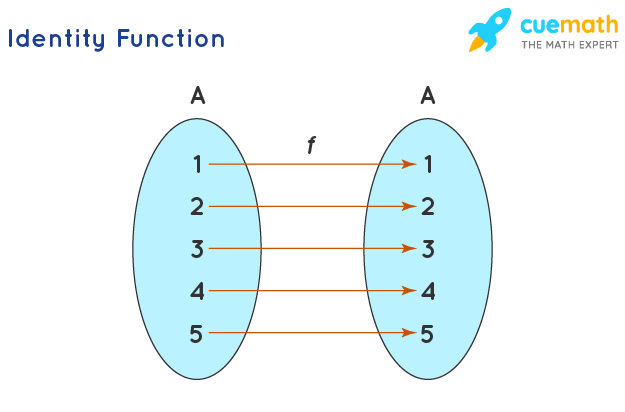 Identity Function
cuemath
THE MATH EXPERT
A A
f
1 1
2 2
3 3
4 4
5 5